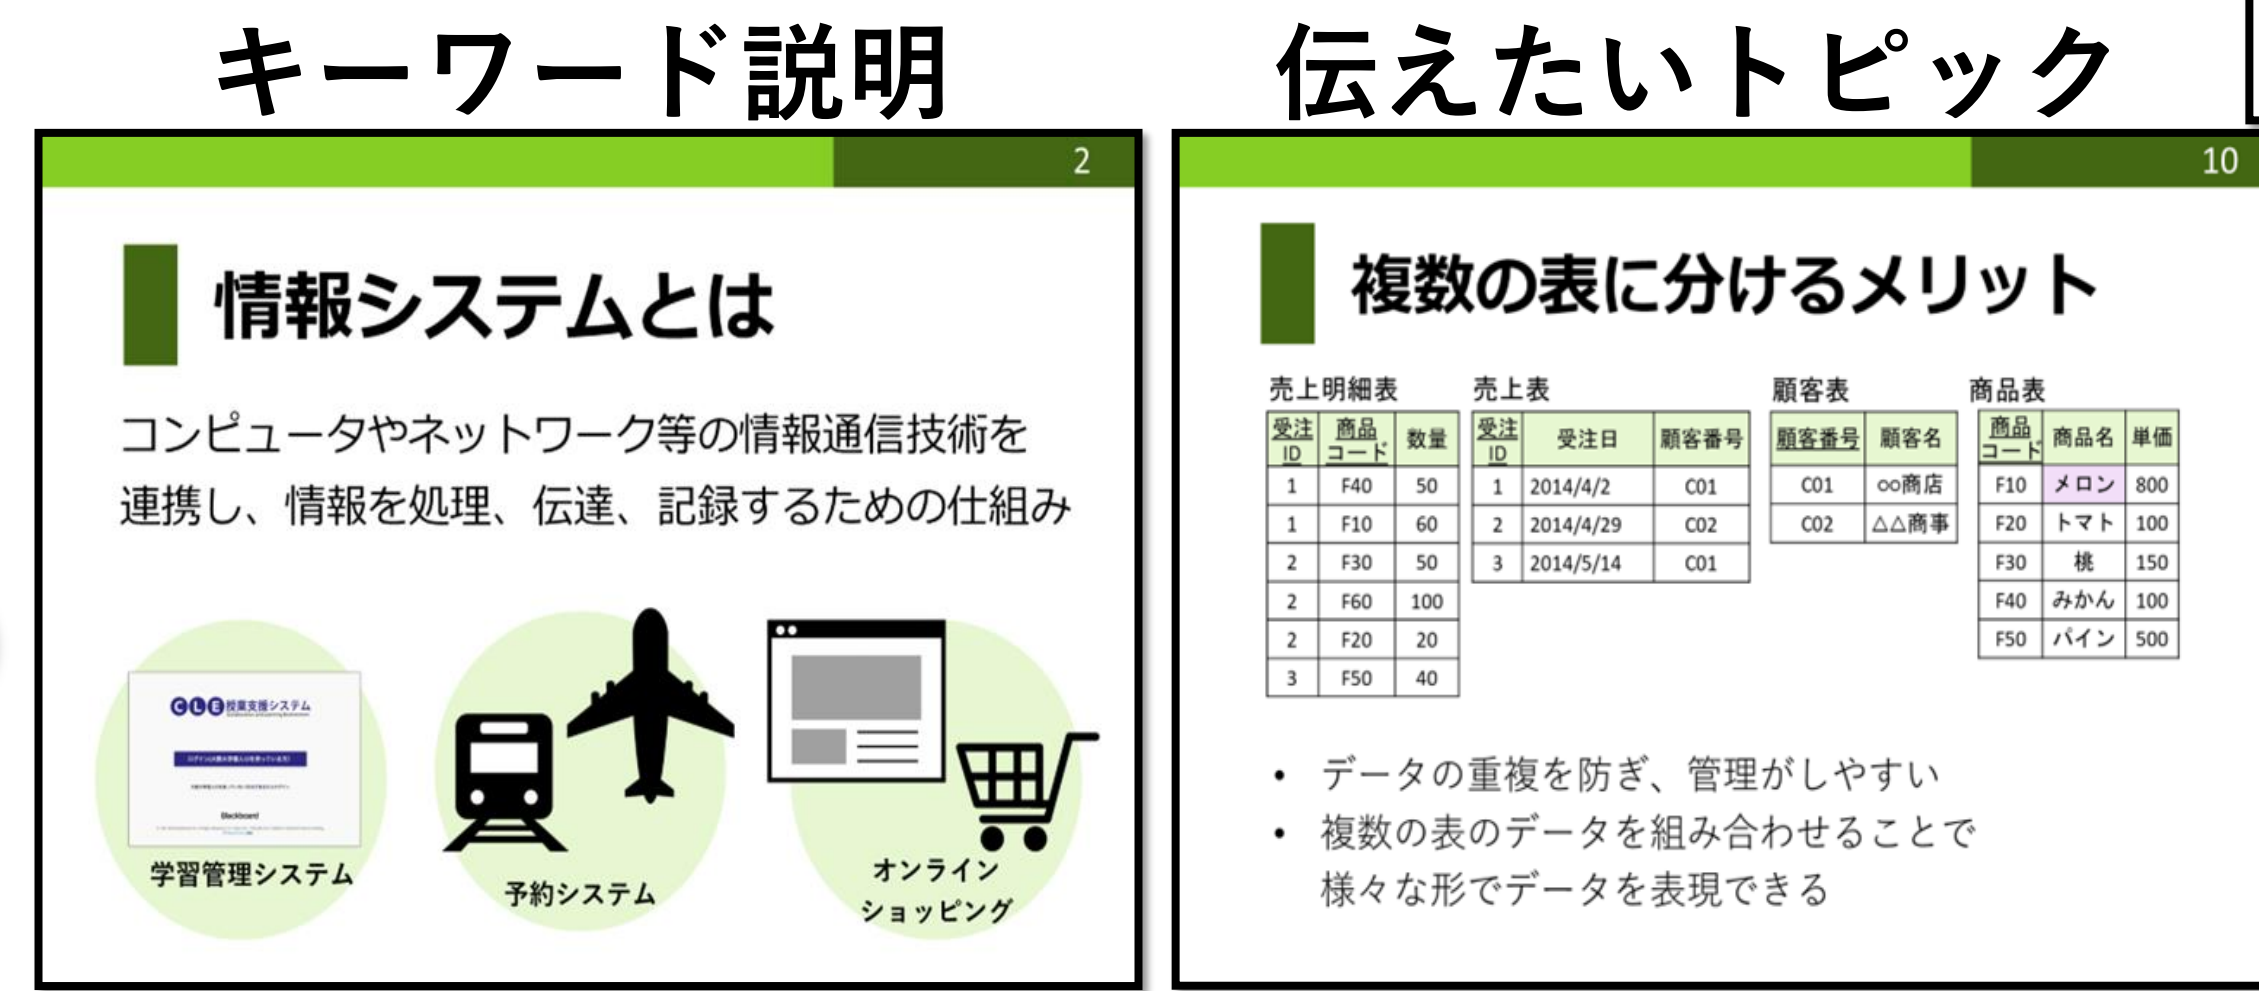 キーワード説明
伝えたいトピック
2
情報システムとは
コンピュータやネットワーク等の情報通信技術を
連携し、情報を処理、伝達、記録するための仕組み
CLE授業支援システム
Blackboard
学習管理システム
予約システム
オンライン
ショッピング
10
複数の表に分けるメリット
売上明細表
受注ID 商品コード 数量
1 F40 50
1 F10 60
2 F30 50
2 F60 100
2 F20 20
3 F50 40
売上表
受注ID 受注日 顧客番号
1 2014/4/2 C01
2 2014/4/29 C02
3 2014/5/14 C01
顧客表
顧客番号 顧客名
C01 ○○商店
C02 △△商事
商品表
商品コード 商品名 単価
F10 メロン 800
F20 トマト 100
F30 桃 150
F40 みかん 100
F50 パイン 500
• データの重複を防ぎ、管理がしやすい
• 複数の表のデータを組み合わせることで
様々な形でデータを表現できる